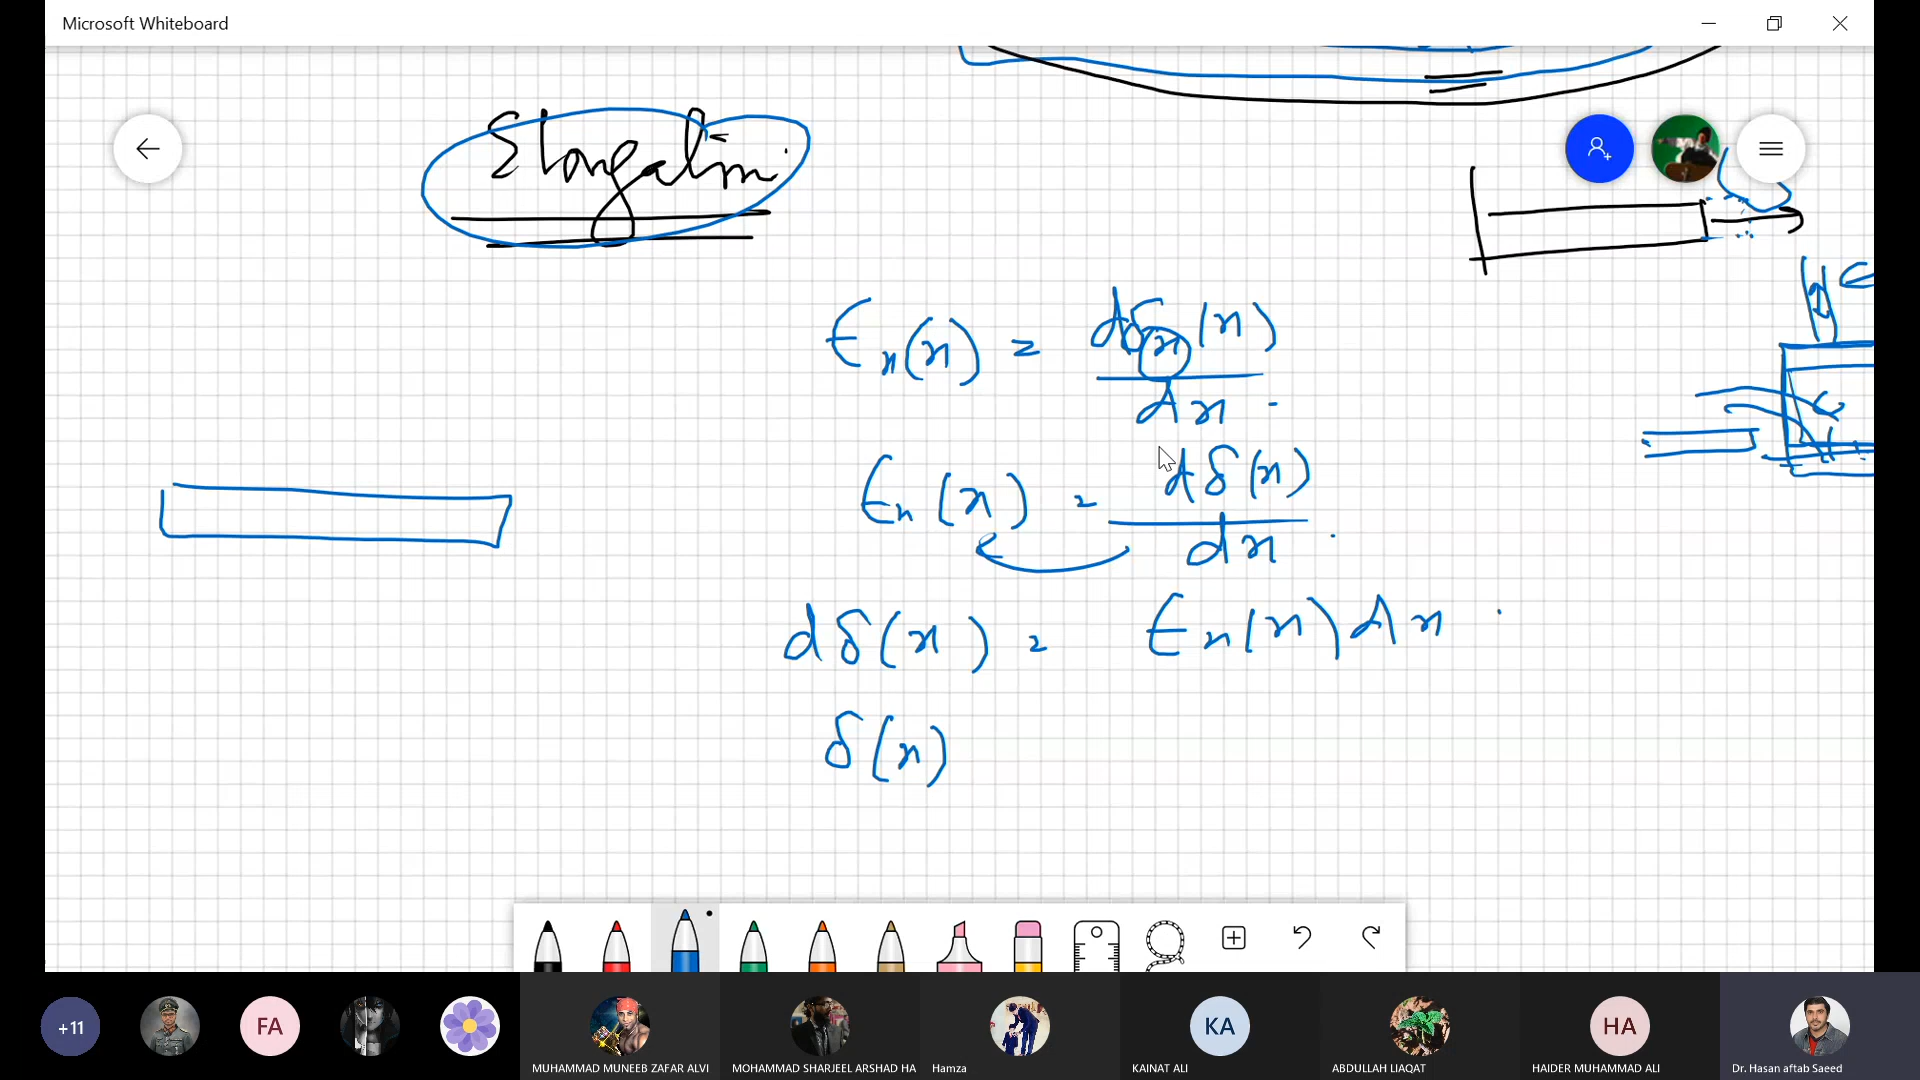 Microsoft Whiteboard
Elongation
ϵx(x) = dδx(x) / dx
ϵx(x) = dδ(x) / dx
dδ(x) = ϵx(x) dx
δ(x)
+11
FA
KA
HA
MUHAMMAD MUNEEB ZAFAR ALVI
MOHAMMAD SHARJEEL ARSHAD HA
Hamza
KAINAT ALI
ABDULLAH LIAQAT
HAIDER MUHAMMAD ALI
Dr. Hasan aftab Saeed